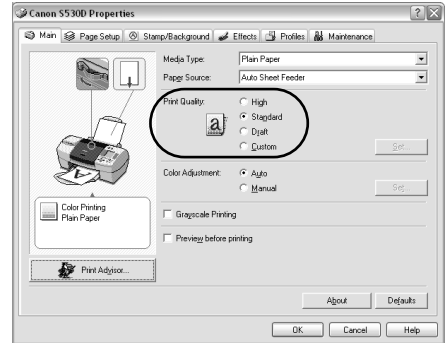 Canon S530D Properties
Main Page Setup Stamp/Background Effects Profiles Maintenance
Media Type: Plain Paper
Paper Source: Auto Sheet Feeder
Print Quality: High
a Standard
Draft
Custom Set...
Color Adjustment: Auto
Manual Set...
Color Printing
Plain Paper
Grayscale Printing
Preview before printing
Print Advisor...
About Defaults
OK Cancel Help